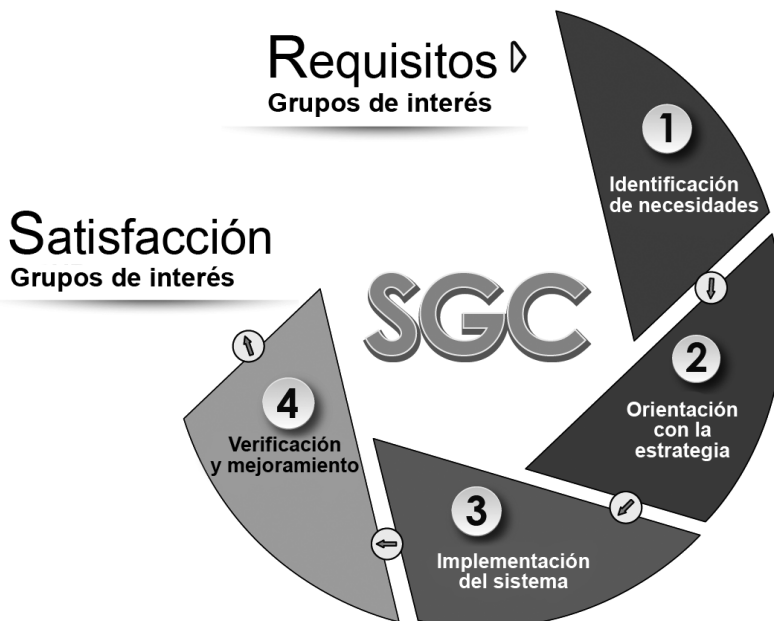 Requisitos
Grupos de interés
1
Identificación
de necesidades
Satisfacción
Grupos de interés
SGC
2
Orientación
con la
estrategia
3
Implementación
del sistema
4
Verificación
y mejoramiento